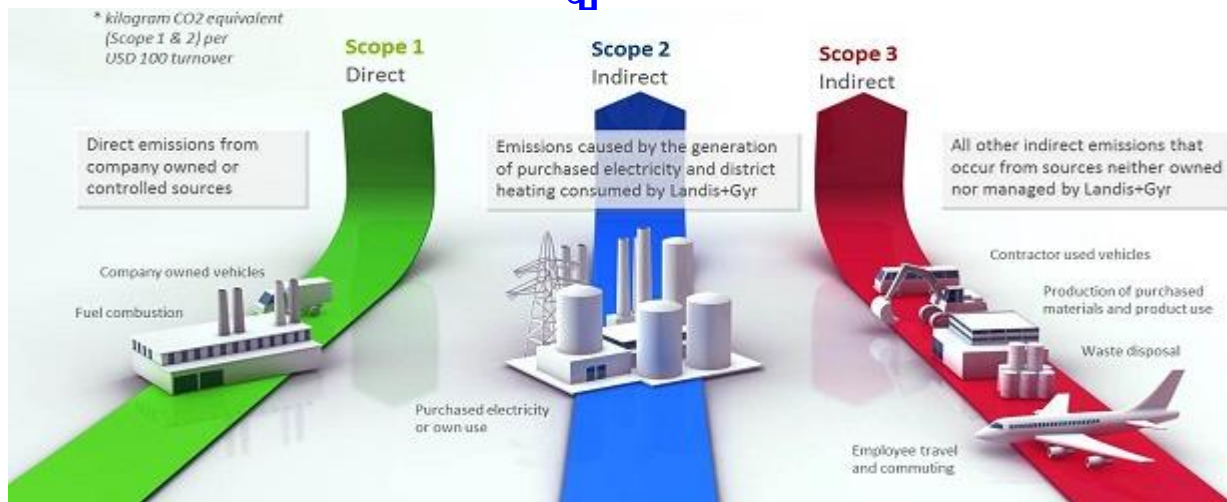 * kilogram CO2 equivalent
(Scope 1 & 2) per
USD 100 turnover
Scope 1
Direct
Direct emissions from
company owned or
controlled sources
Company owned vehicles
Fuel combustion
Scope 2
Indirect
Emissions caused by the generation
of purchased electricity and district
heating consumed by Landis+Gyr
Purchased electricity
or own use
Scope 3
Indirect
All other indirect emissions that
occur from sources neither owned
nor managed by Landis+Gyr
Contractor used vehicles
Production of purchased
materials and product use
Waste disposal
Employee travel
and commuting